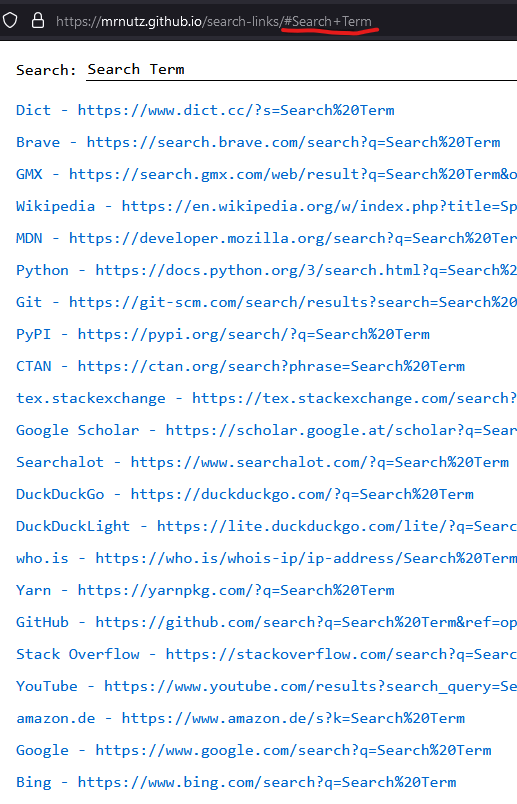 https://mrnutz.github.io/search-links/#Search+Term
Search: Search Term
Dict - https://www.dict.cc/?s=Search%20Term
Brave - https://search.brave.com/search?q=Search%20Term
GMX - https://search.gmx.com/web/result?q=Search%20Term&o
Wikipedia - https://en.wikipedia.org/w/index.php?title=Sp
MDN - https://developer.mozilla.org/search?q=Search%20Ter
Python - https://docs.python.org/3/search.html?q=Search%2
Git - https://git-scm.com/search/results?search=Search%20
PyPI - https://pypi.org/search/?q=Search%20Term
CTAN - https://ctan.org/search?phrase=Search%20Term
tex.stackexchange - https://tex.stackexchange.com/search?
Google Scholar - https://scholar.google.at/scholar?q=Sear
Searchalot - https://www.searchalot.com/?q=Search%20Term
DuckDuckGo - https://duckduckgo.com/?q=Search%20Term
DuckDuckLight - https://lite.duckduckgo.com/lite/?q=Searc
who.is - https://who.is/whois-ip/ip-address/Search%20Term
Yarn - https://yarnpkg.com/?q=Search%20Term
GitHub - https://github.com/search?q=Search%20Term&ref=op
Stack Overflow - https://stackoverflow.com/search?q=Searc
YouTube - https://www.youtube.com/results?search_query=Se
amazon.de - https://www.amazon.de/s?k=Search%20Term
Google - https://www.google.com/search?q=Search%20Term
Bing - https://www.bing.com/search?q=Search%20Term